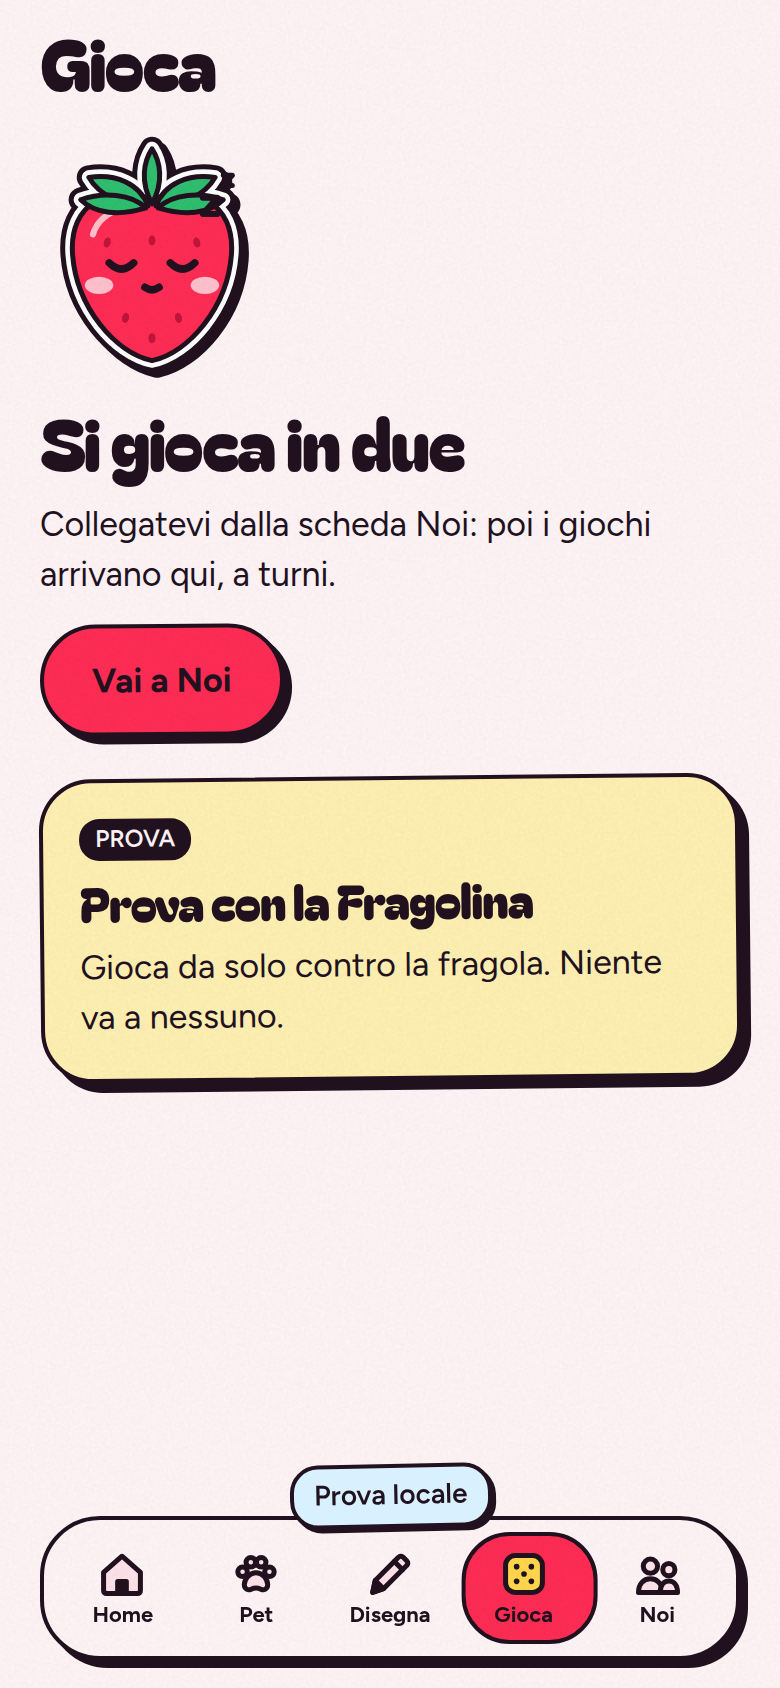 Gioca
Si gioca in due
Collegatevi dalla scheda Noi: poi i giochi
arrivano qui, a turni.
Vai a Noi
PROVA
Prova con la Fragolina
Gioca da solo contro la fragola. Niente
va a nessuno.
Prova locale
Home
Pet
Disegna
Gioca
Noi